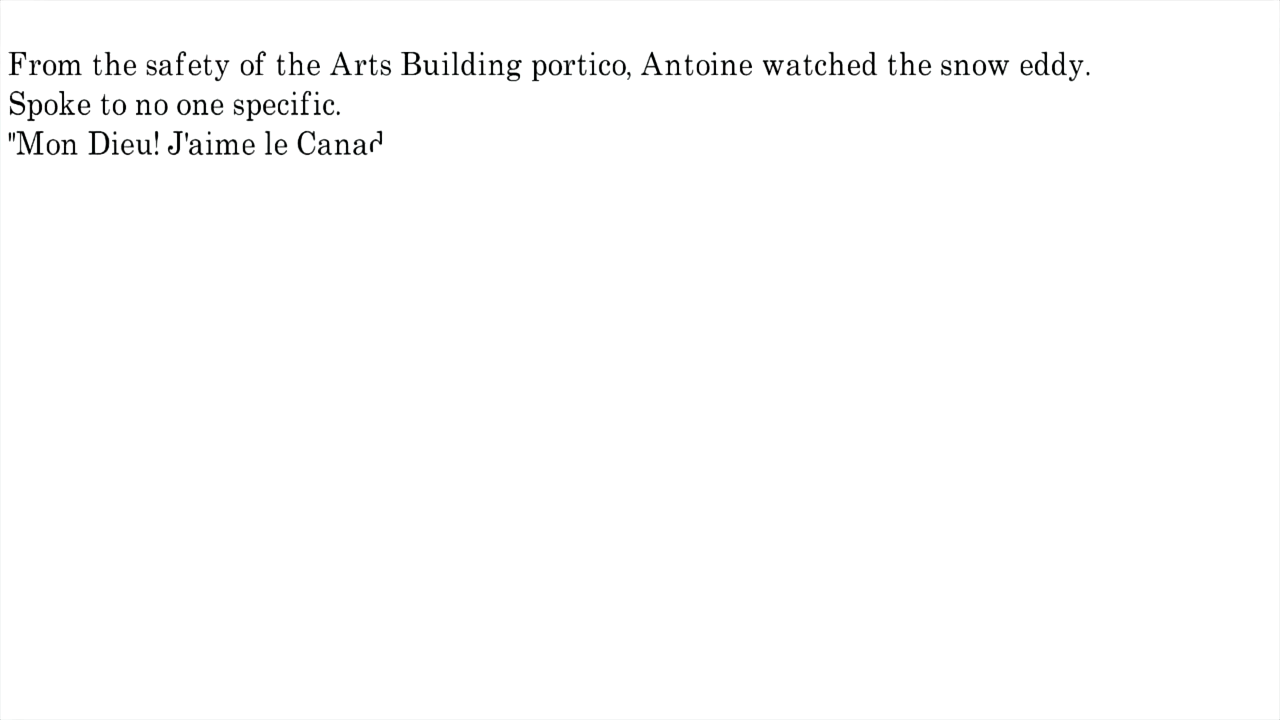 From the safety of the Arts Building portico, Antoine watched the snow eddy.
Spoke to no one specific.
"Mon Dieu! J'aime le Canad